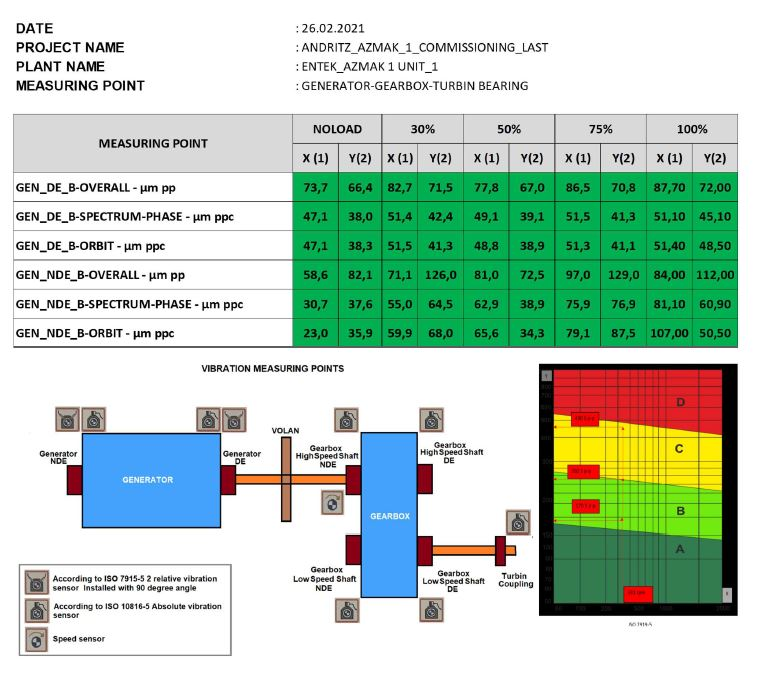 DATE : 26.02.2021
PROJECT NAME : ANDRITZ_AZMAK_1_COMMISSIONING_LAST
PLANT NAME : ENTEK_AZMAK 1 UNIT_1
MEASURING POINT : GENERATOR-GEARBOX-TURBIN BEARING
MEASURING POINT NOLOAD 30% 50% 75% 100%
X (1) Y(2) X (1) Y(2) X (1) Y(2) X (1) Y(2) X (1) Y(2)
GEN_DE_B-OVERALL - µm pp 73,7 66,4 82,7 71,5 77,8 67,0 86,5 70,8 87,70 72,00
GEN_DE_B-SPECTRUM-PHASE - µm ppc 47,1 38,0 51,4 42,4 49,1 39,1 51,5 41,3 51,10 45,10
GEN_DE_B-ORBIT - µm ppc 47,1 38,3 51,5 41,3 48,8 38,9 51,3 41,1 51,40 48,50
GEN_NDE_B-OVERALL - µm pp 58,6 82,1 71,1 126,0 81,0 72,5 97,0 129,0 84,00 112,00
GEN_NDE_B-SPECTRUM-PHASE - µm ppc 30,7 37,6 55,0 64,5 62,9 38,9 75,9 76,9 81,10 60,90
GEN_NDE_B-ORBIT - µm ppc 23,0 35,9 59,9 68,0 65,6 34,3 79,1 87,5 107,00 50,50
VIBRATION MEASURING POINTS
Generator
NDE
GENERATOR
Generator
DE
VOLAN
Gearbox
High Speed Shaft
NDE
Gearbox
High Speed Shaft
DE
GEARBOX
Gearbox
Low Speed Shaft
NDE
Gearbox
Low Speed Shaft
DE
Turbin
Coupling
According to ISO 7915-5 2 relative vibration
sensor Installed with 90 degree angle
According to ISO 10816-5 Absolute vibration
sensor
Speed sensor
D
C
B
A
ISO 7919-5